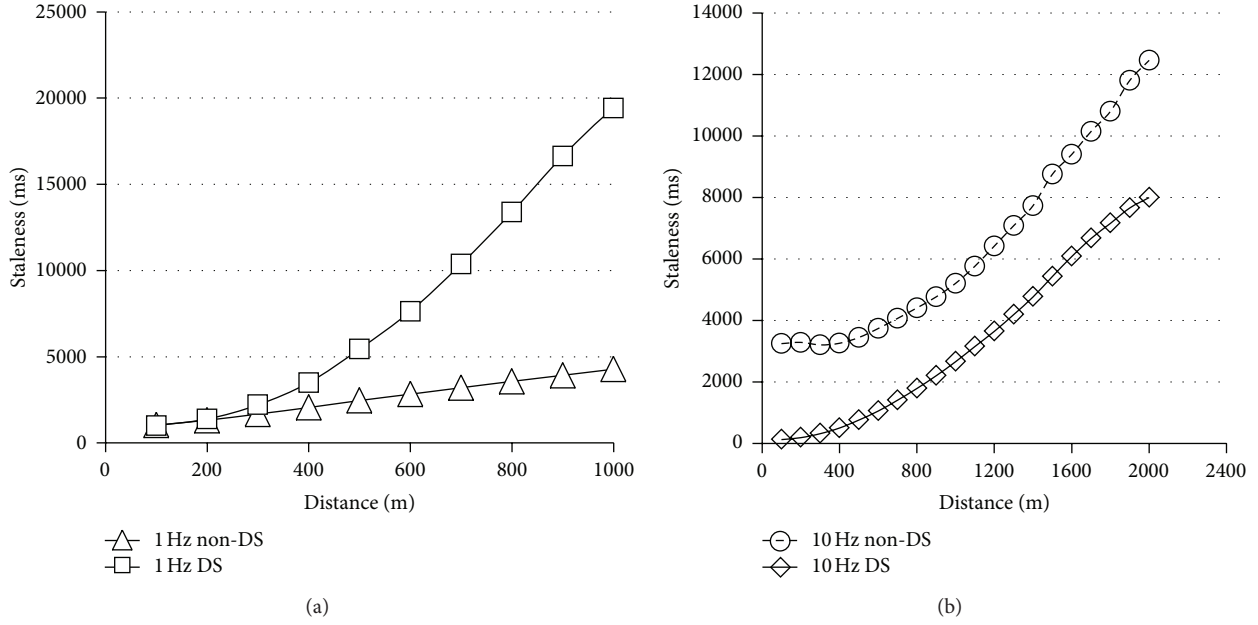 25000
20000
15000
10000
5000
0
Staleness (ms)
0 200 400 600 800 1000
Distance (m)
1 Hz non-DS
1 Hz DS
(a)
14000
12000
10000
8000
6000
4000
2000
0
Staleness (ms)
0 400 800 1200 1600 2000 2400
Distance (m)
10 Hz non-DS
10 Hz DS
(b)